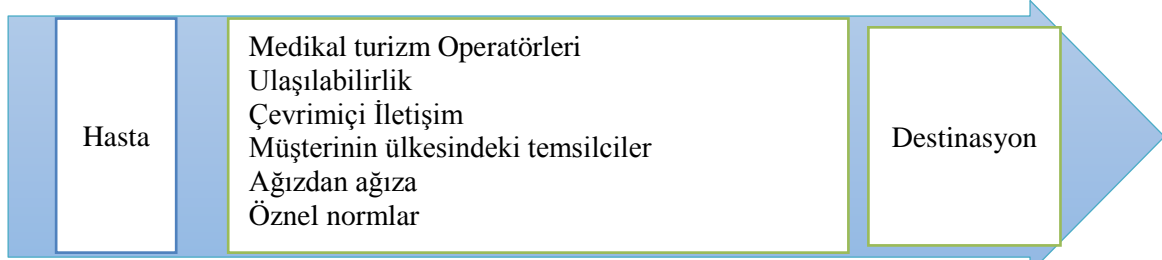 Hasta
Medikal turizm Operatörleri
Ulaşılabilirlik
Çevrimiçi İletişim
Müşterinin ülkesindeki temsilciler
Ağızdan ağıza
Öznel normlar
Destinasyon